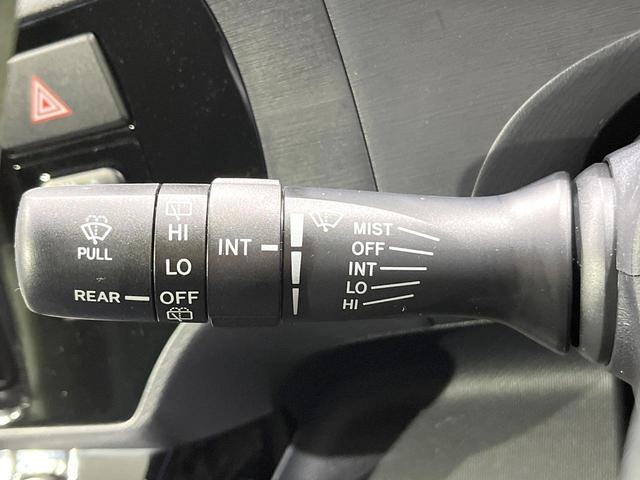 PULL
REAR
HI
LO
OFF
INT
MIST
OFF
INT
LO
HI